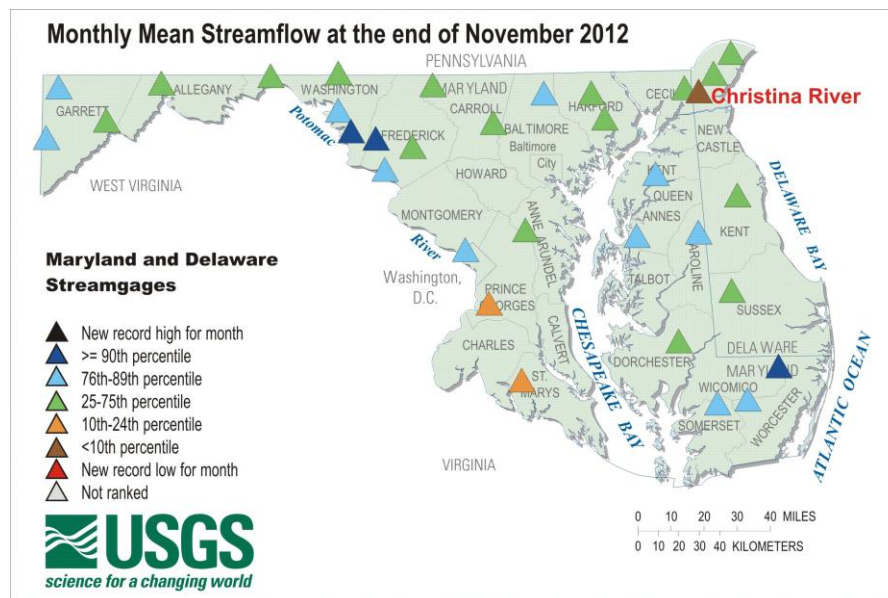 Monthly Mean Streamflow at the end of November 2012
PENNSYLVANIA
GARRETT
ALLEGANY
WASHINGTON
MARYLAND
CARROLL
FREDERICK
BALTIMORE
Baltimore
City
HARFORD
CECIL
Christina River
NEW
CASTLE
Potomac
WEST VIRGINIA
HOWARD
KENT
QUEEN
ANNES
MONTGOMERY
ANNE ARUNDEL
KENT
DELAWARE BAY
River
Washington,
D.C.
TALBOT
CAROLINE
PRINCE
GEORGES
SUSSEX
CHARLES
CALVERT
CHESAPEAKE BAY
DORCHESTER
DELAWARE
MARYLAND
ST.
MARYS
WICOMICO
SOMERSET
WORCESTER
ATLANTIC OCEAN
VIRGINIA
Maryland and Delaware
Streamgages
New record high for month
>= 90th percentile
76th-89th percentile
25-75th percentile
10th-24th percentile
<10th percentile
New record low for month
Not ranked
USGS
science for a changing world
0 10 20 30 40 MILES
0 10 20 30 40 KILOMETERS